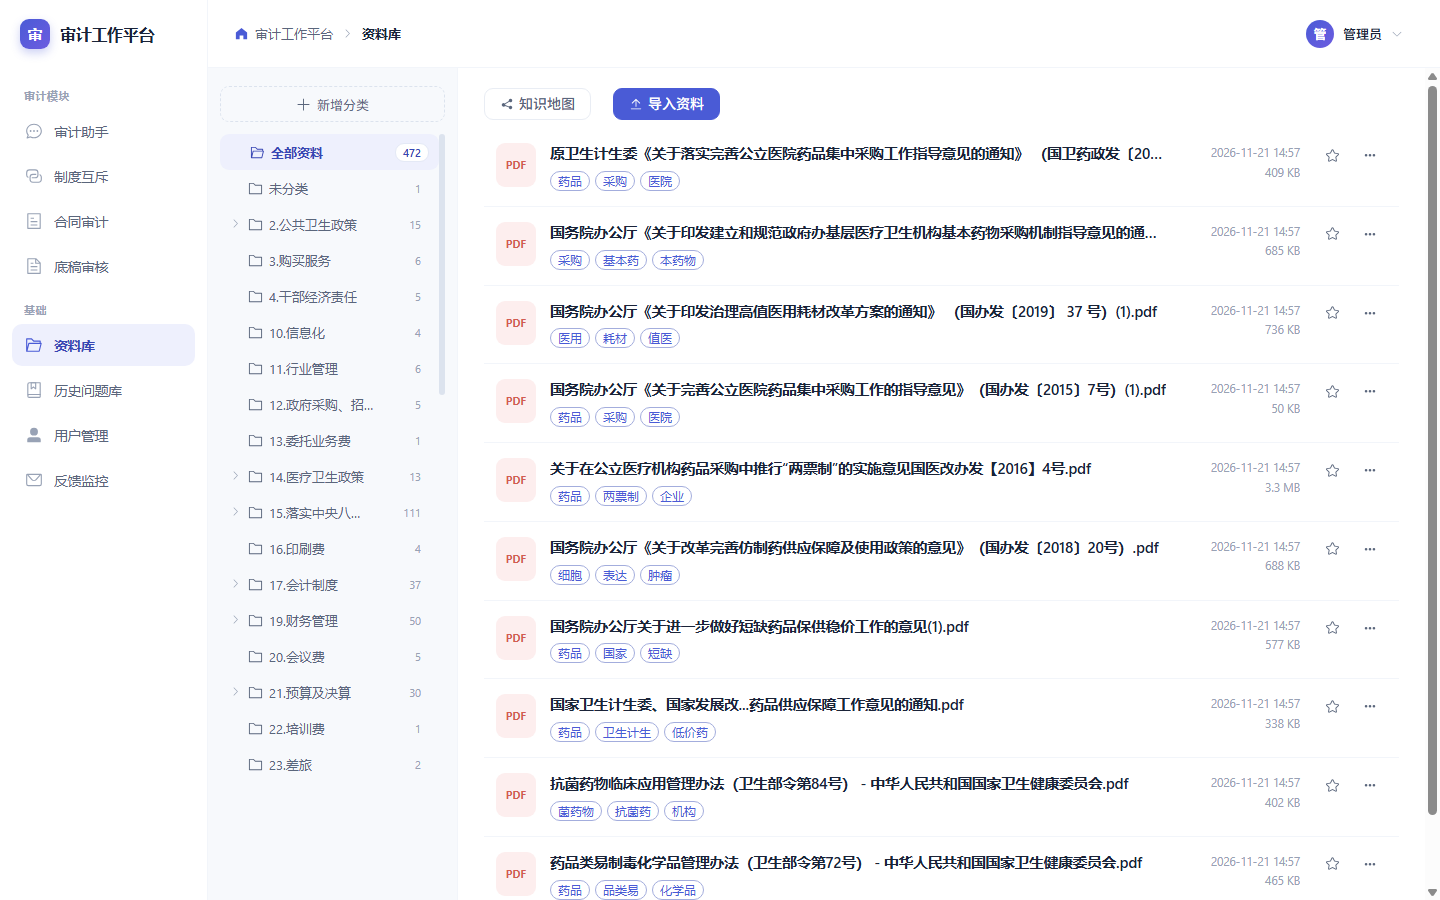 审 审计工作平台
审计模块
审计助手
制度互斥
合同审计
底稿审核
基础
资料库
历史问题库
用户管理
反馈监控
审计工作平台 > 资料库
管 管理员
+ 新增分类
全部资料 472
未分类 1
2.公共卫生政策 15
3.购买服务 6
4.干部经济责任 5
10.信息化 4
11.行业管理 6
12.政府采购、招... 5
13.委托业务费 1
14.医疗卫生政策 13
15.落实中央八... 111
16.印刷费 4
17.会计制度 37
19.财务管理 50
20.会议费 5
21.预算及决算 30
22.培训费 1
23.差旅 2
知识地图 导入资料
PDF 原卫生计生委《关于落实完善公立医院药品集中采购工作指导意见的通知》 （国卫药政发〔20... 2026-11-21 14:57
药品 采购 医院 409 KB
PDF 国务院办公厅《关于印发建立和规范政府办基层医疗卫生机构基本药物采购机制指导意见的通... 2026-11-21 14:57
采购 基本药 本药物 685 KB
PDF 国务院办公厅《关于印发治理高值医用耗材改革方案的通知》 （国办发〔2019〕 37 号）(1).pdf 2026-11-21 14:57
医用 耗材 值医 736 KB
PDF 国务院办公厅《关于完善公立医院药品集中采购工作的指导意见》（国办发〔2015〕7号）(1).pdf 2026-11-21 14:57
药品 采购 医院 50 KB
PDF 关于在公立医疗机构药品采购中推行"两票制"的实施意见国医改办发【2016】4号.pdf 2026-11-21 14:57
药品 两票制 企业 3.3 MB
PDF 国务院办公厅《关于改革完善仿制药供应保障及使用政策的意见》（国办发〔2018〕20号）.pdf 2026-11-21 14:57
细胞 表达 肿瘤 688 KB
PDF 国务院办公厅关于进一步做好短缺药品保供稳价工作的意见(1).pdf 2026-11-21 14:57
药品 国家 短缺 577 KB
PDF 国家卫生计生委、国家发展改...药品供应保障工作意见的通知.pdf 2026-11-21 14:57
药品 卫生计生 低价药 338 KB
PDF 抗菌药物临床应用管理办法（卫生部令第84号） - 中华人民共和国国家卫生健康委员会.pdf 2026-11-21 14:57
菌药物 抗菌药 机构 402 KB
PDF 药品类易制毒化学品管理办法（卫生部令第72号） - 中华人民共和国国家卫生健康委员会.pdf 2026-11-21 14:57
药品 品类易 化学品 465 KB